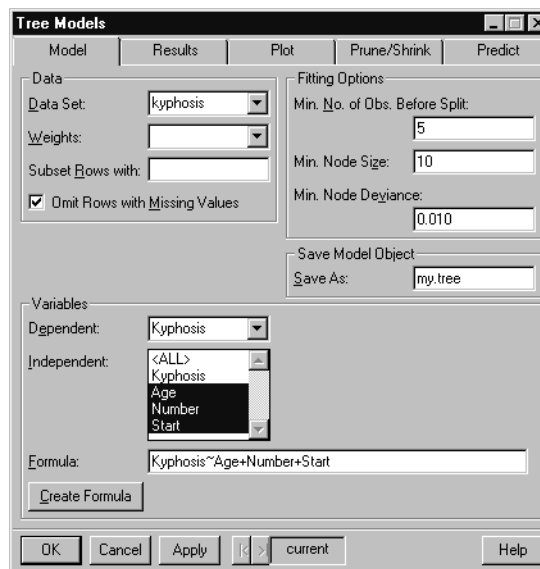 Tree Models
Model Results Plot Prune/Shrink Predict
Data
Data Set: kyphosis
Weights:
Subset Rows with:
Omit Rows with Missing Values
Fitting Options
Min. No. of Obs. Before Split:
5
Min. Node Size: 10
Min. Node Deviance:
0.010
Save Model Object
Save As: my.tree
Variables
Dependent: Kyphosis
Independent: <ALL>
Kyphosis
Age
Number
Start
Formula: Kyphosis~Age+Number+Start
Create Formula
OK Cancel Apply |< >| current Help